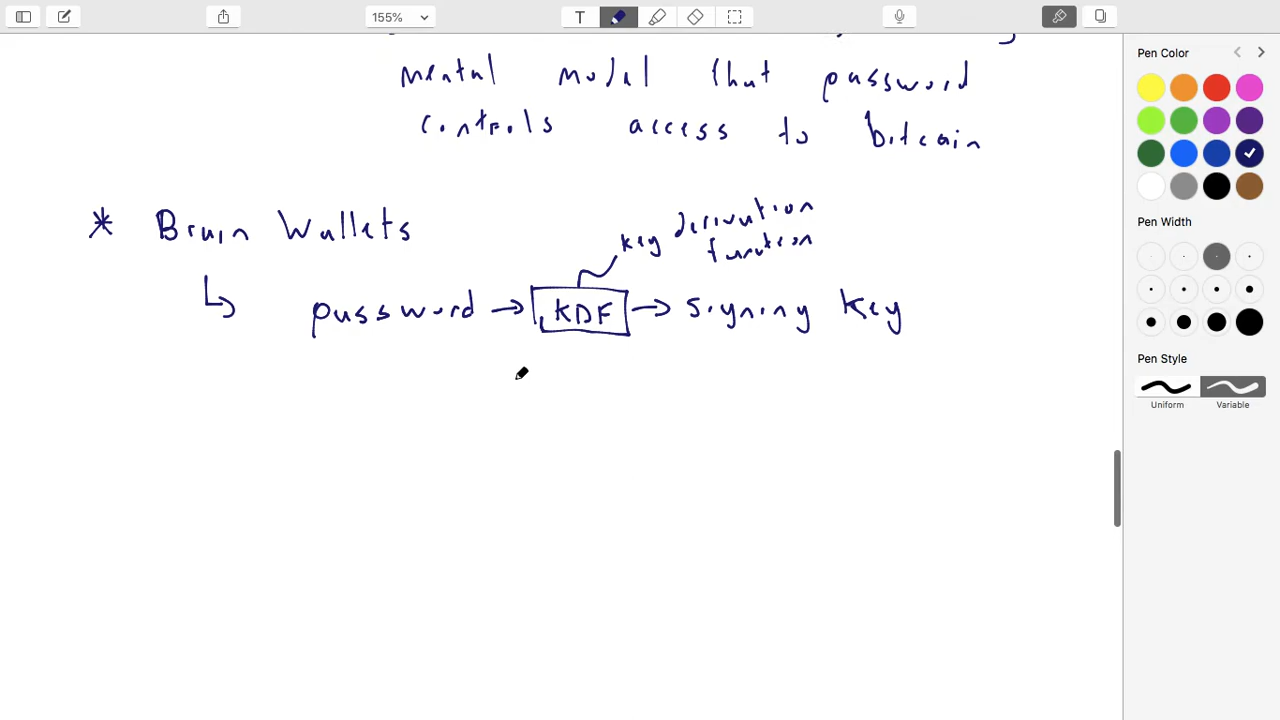 155%
T
Pen Color
mental model that password
controls access to bitcoin
* Brain Wallets
key derivation
function
↳ password → KDF → signing key
Pen Width
Pen Style
Uniform Variable